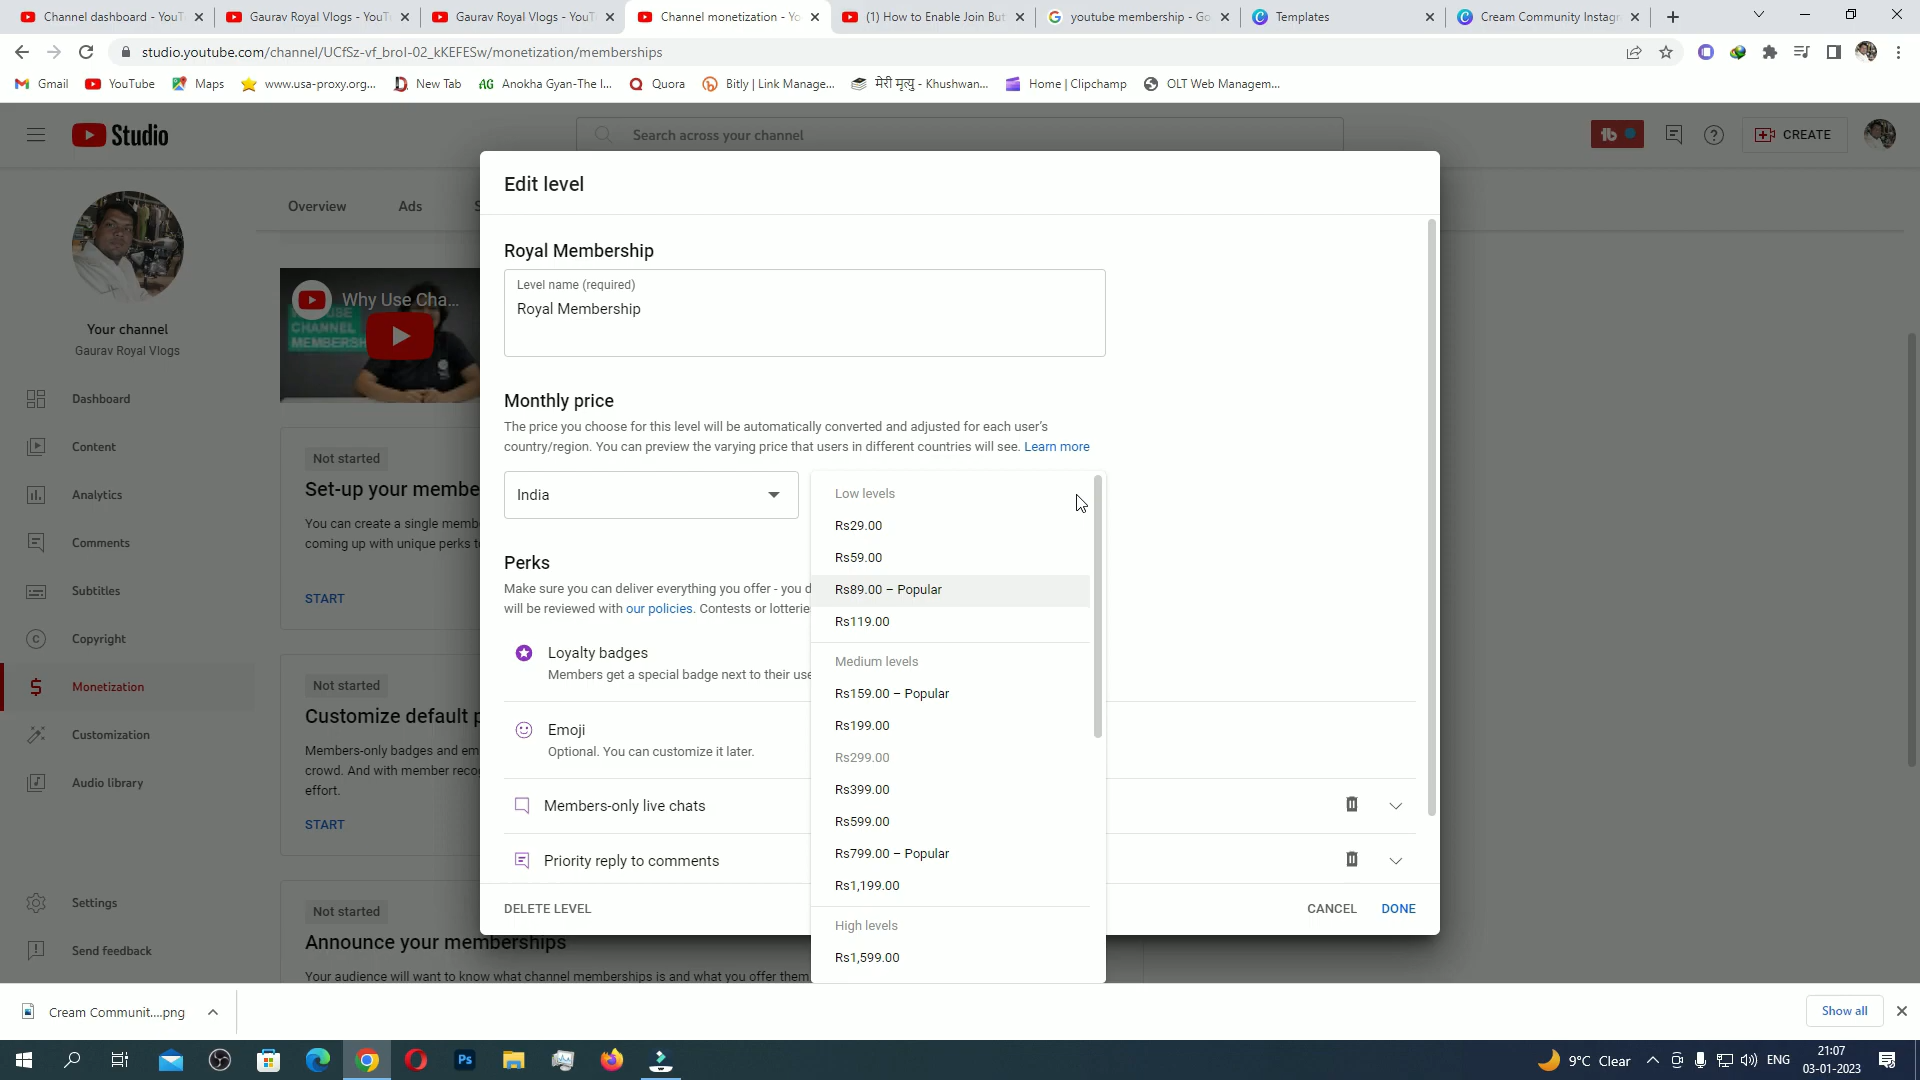 Channel dashboard - YouT
Gaurav Royal Vlogs - YouTu
Gaurav Royal Vlogs - YouT
Channel monetization - Yo
(1) How to Enable Join But
youtube membership - Go
Templates
Cream Community Instagr
studio.youtube.com/channel/UCfSz-vf_broI-02_kKEFESw/monetization/memberships
Gmail
YouTube
Maps
www.usa-proxy.org...
New Tab
Anokha Gyan-The I...
Quora
Bitly | Link Manage...
मेरी मृत्यु - Khushwan...
Home | Clipchamp
OLT Web Managem...
Studio
Search across your channel
CREATE
Your channel
Gaurav Royal Vlogs
Dashboard
Content
Analytics
Comments
Subtitles
Copyright
Monetization
Customization
Audio library
Settings
Send feedback
Overview
Ads
S
Why Use Cha...
CHANNEL
MEMBERSH
Not started
Set-up your membe
You can create a single memb
coming up with unique perks t
START
Not started
Customize default p
Members-only badges and em
crowd. And with member reco
effort.
START
Not started
Announce your memberships
Your audience will want to know what channel memberships is and what you offer them
Edit level
Royal Membership
Level name (required)
Royal Membership
Monthly price
The price you choose for this level will be automatically converted and adjusted for each user's
country/region. You can preview the varying price that users in different countries will see. Learn more
India
Perks
Make sure you can deliver everything you offer - you d
will be reviewed with our policies. Contests or lotteries
Loyalty badges
Members get a special badge next to their use
Emoji
Optional. You can customize it later.
Members-only live chats
Priority reply to comments
DELETE LEVEL
CANCEL
DONE
Low levels
Rs29.00
Rs59.00
Rs89.00 – Popular
Rs119.00
Medium levels
Rs159.00 – Popular
Rs199.00
Rs299.00
Rs399.00
Rs599.00
Rs799.00 – Popular
Rs1,199.00
High levels
Rs1,599.00
Cream Communit....png
Show all
9°C Clear
ENG
21:07
03-01-2023